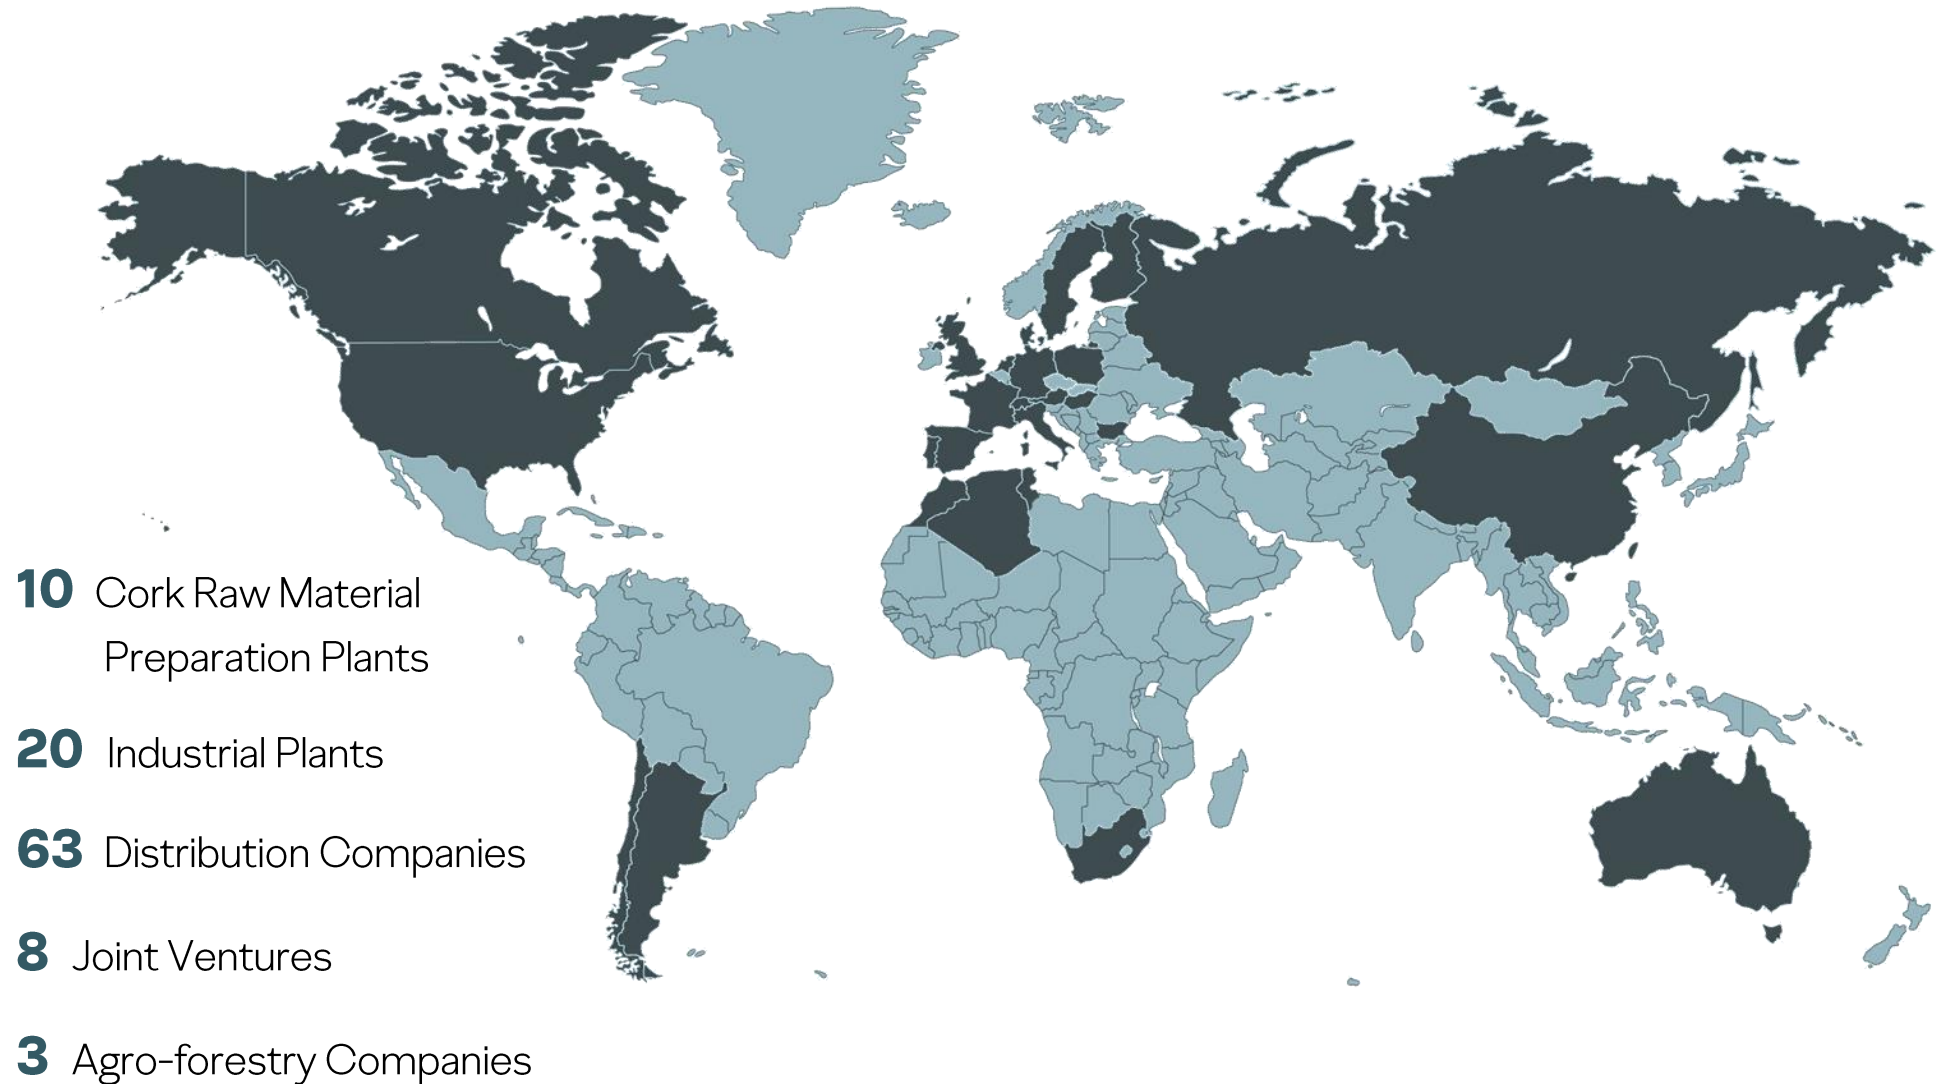 10 Cork Raw Material
Preparation Plants
20 Industrial Plants
63 Distribution Companies
8 Joint Ventures
3 Agro-forestry Companies